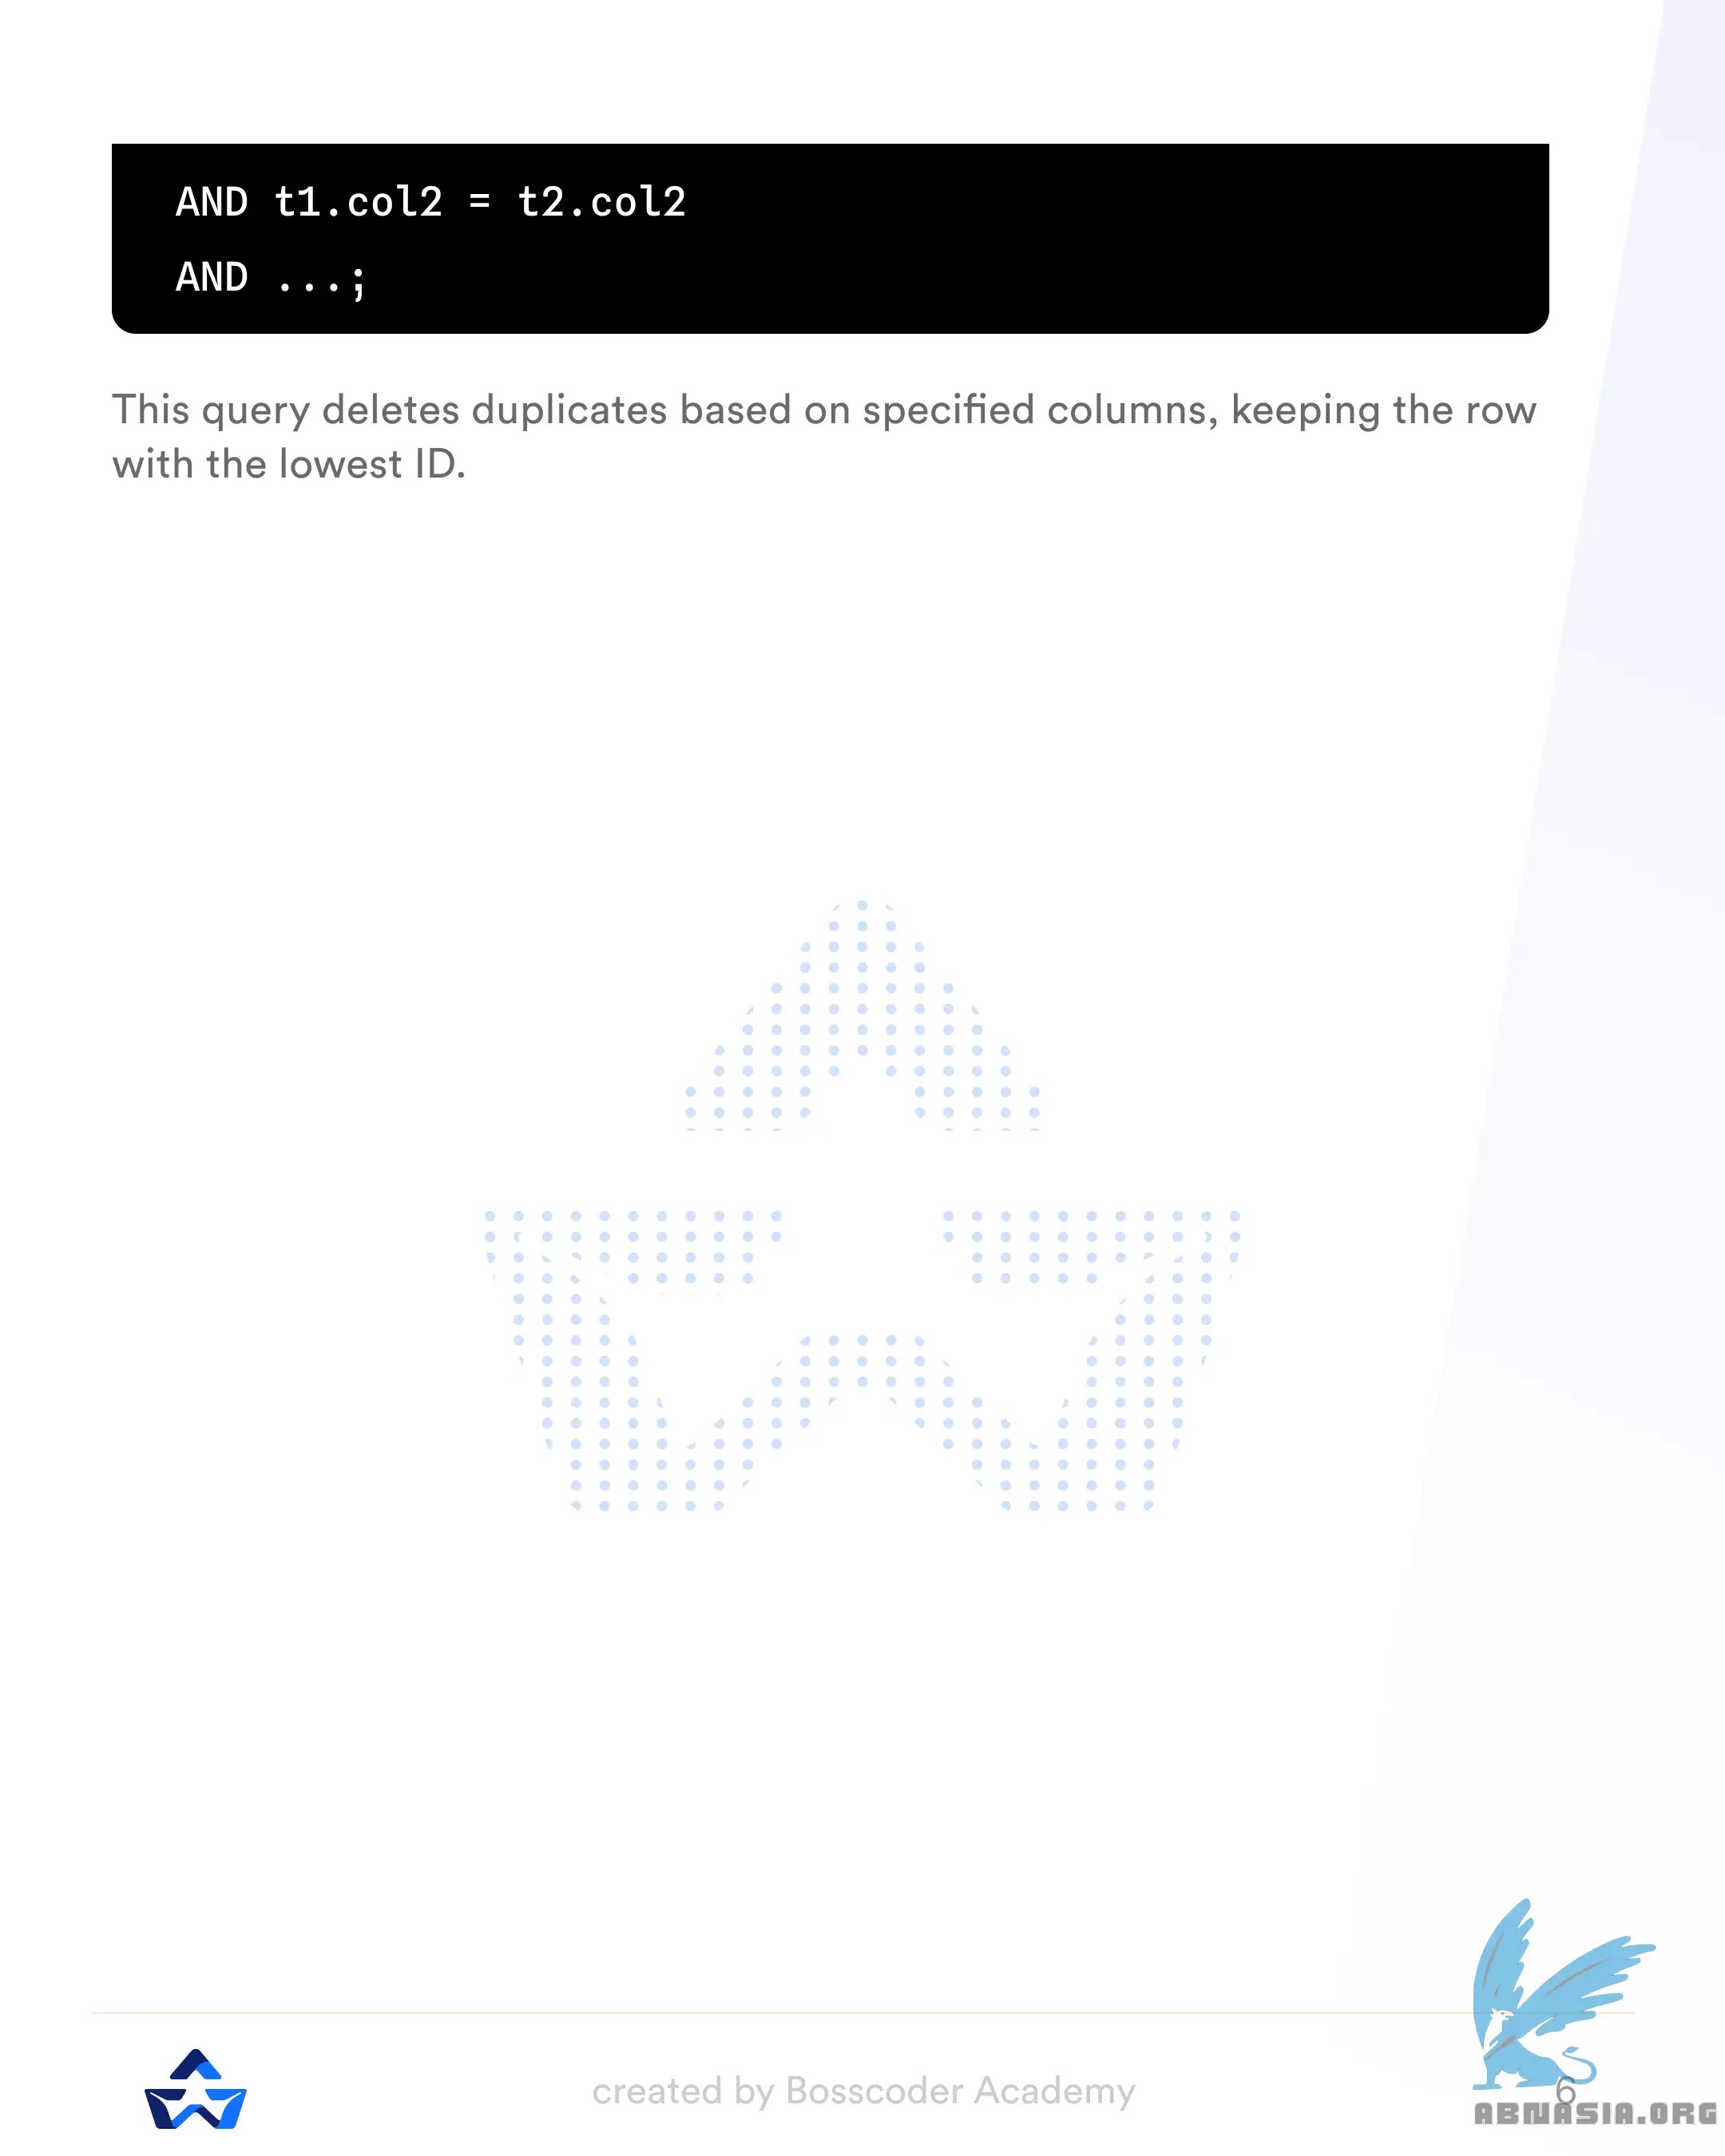 AND t1.col2 = t2.col2
AND ...;
This query deletes duplicates based on specified columns, keeping the row
with the lowest ID.
created by Bosscoder Academy
6
ABNASIA.ORG